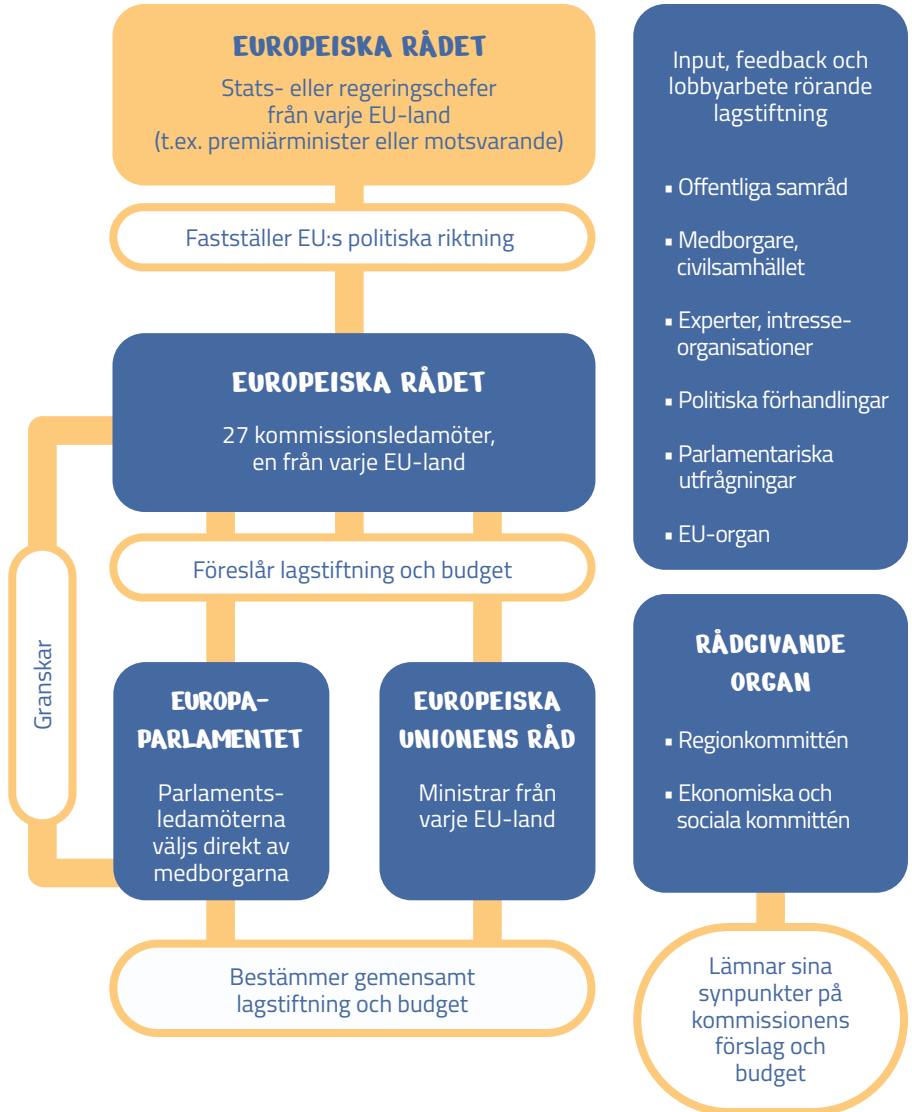 EUROPEISKA RÅDET
Stats- eller regeringschefer
från varje EU-land
(t.ex. premiärminister eller motsvarande)
Fastställer EU:s politiska riktning
EUROPEISKA RÅDET
27 kommissionsledamöter,
en från varje EU-land
Föreslår lagstiftning och budget
Granskar
EUROPA-
PARLAMENTET
Parlaments-
ledamöterna
väljs direkt av
medborgarna
EUROPEISKA
UNIONENS RÅD
Ministrar från
varje EU-land
Bestämmer gemensamt
lagstiftning och budget
Input, feedback och
lobbyarbete rörande
lagstiftning
▪ Offentliga samråd
▪ Medborgare,
civilsamhället
▪ Experter, intresse-
organisationer
▪ Politiska förhandlingar
▪ Parlamentariska
utfrågningar
▪ EU-organ
RÅDGIVANDE
ORGAN
▪ Regionkommittén
▪ Ekonomiska och
sociala kommittén
Lämnar sina
synpunkter på
kommissionens
förslag och
budget